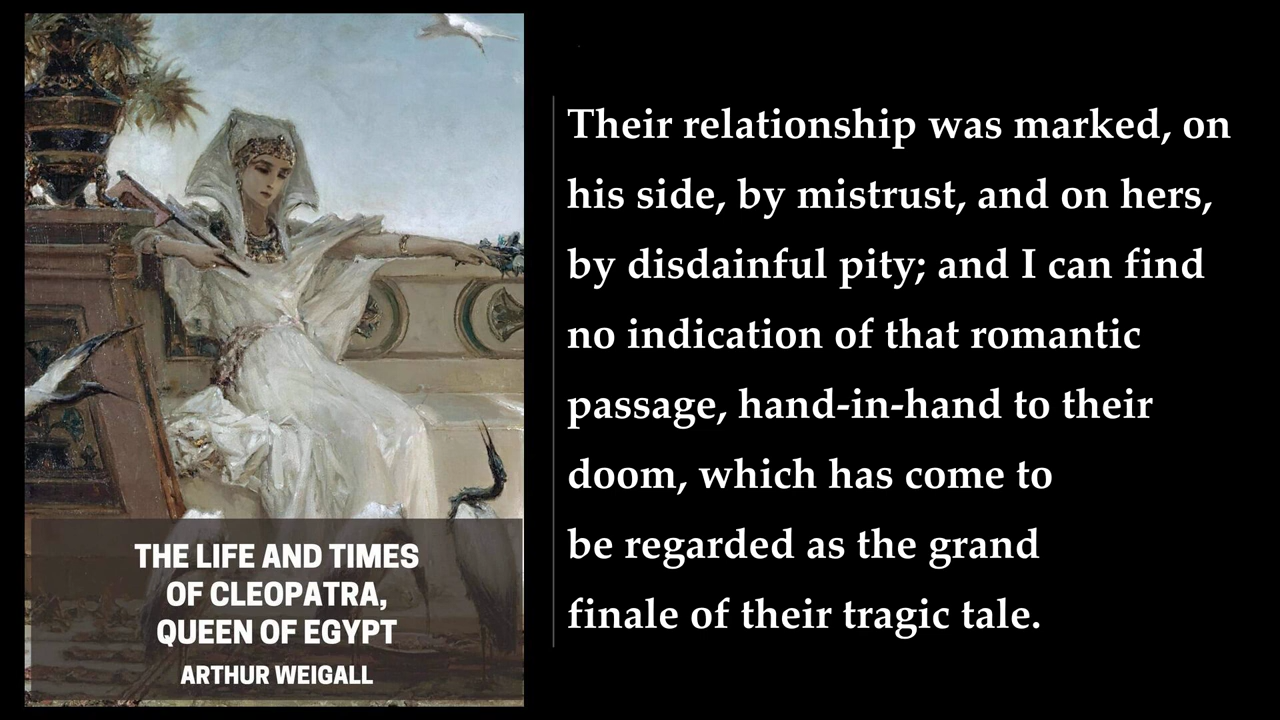 THE LIFE AND TIMES
OF CLEOPATRA,
QUEEN OF EGYPT
ARTHUR WEIGALL
Their relationship was marked, on
his side, by mistrust, and on hers,
by disdainful pity; and I can find
no indication of that romantic
passage, hand-in-hand to their
doom, which has come to
be regarded as the grand
finale of their tragic tale.